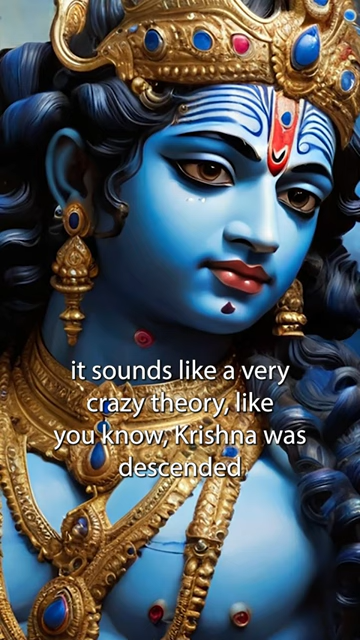 it sounds like a very
crazy theory, like
you know, Krishna was
descended